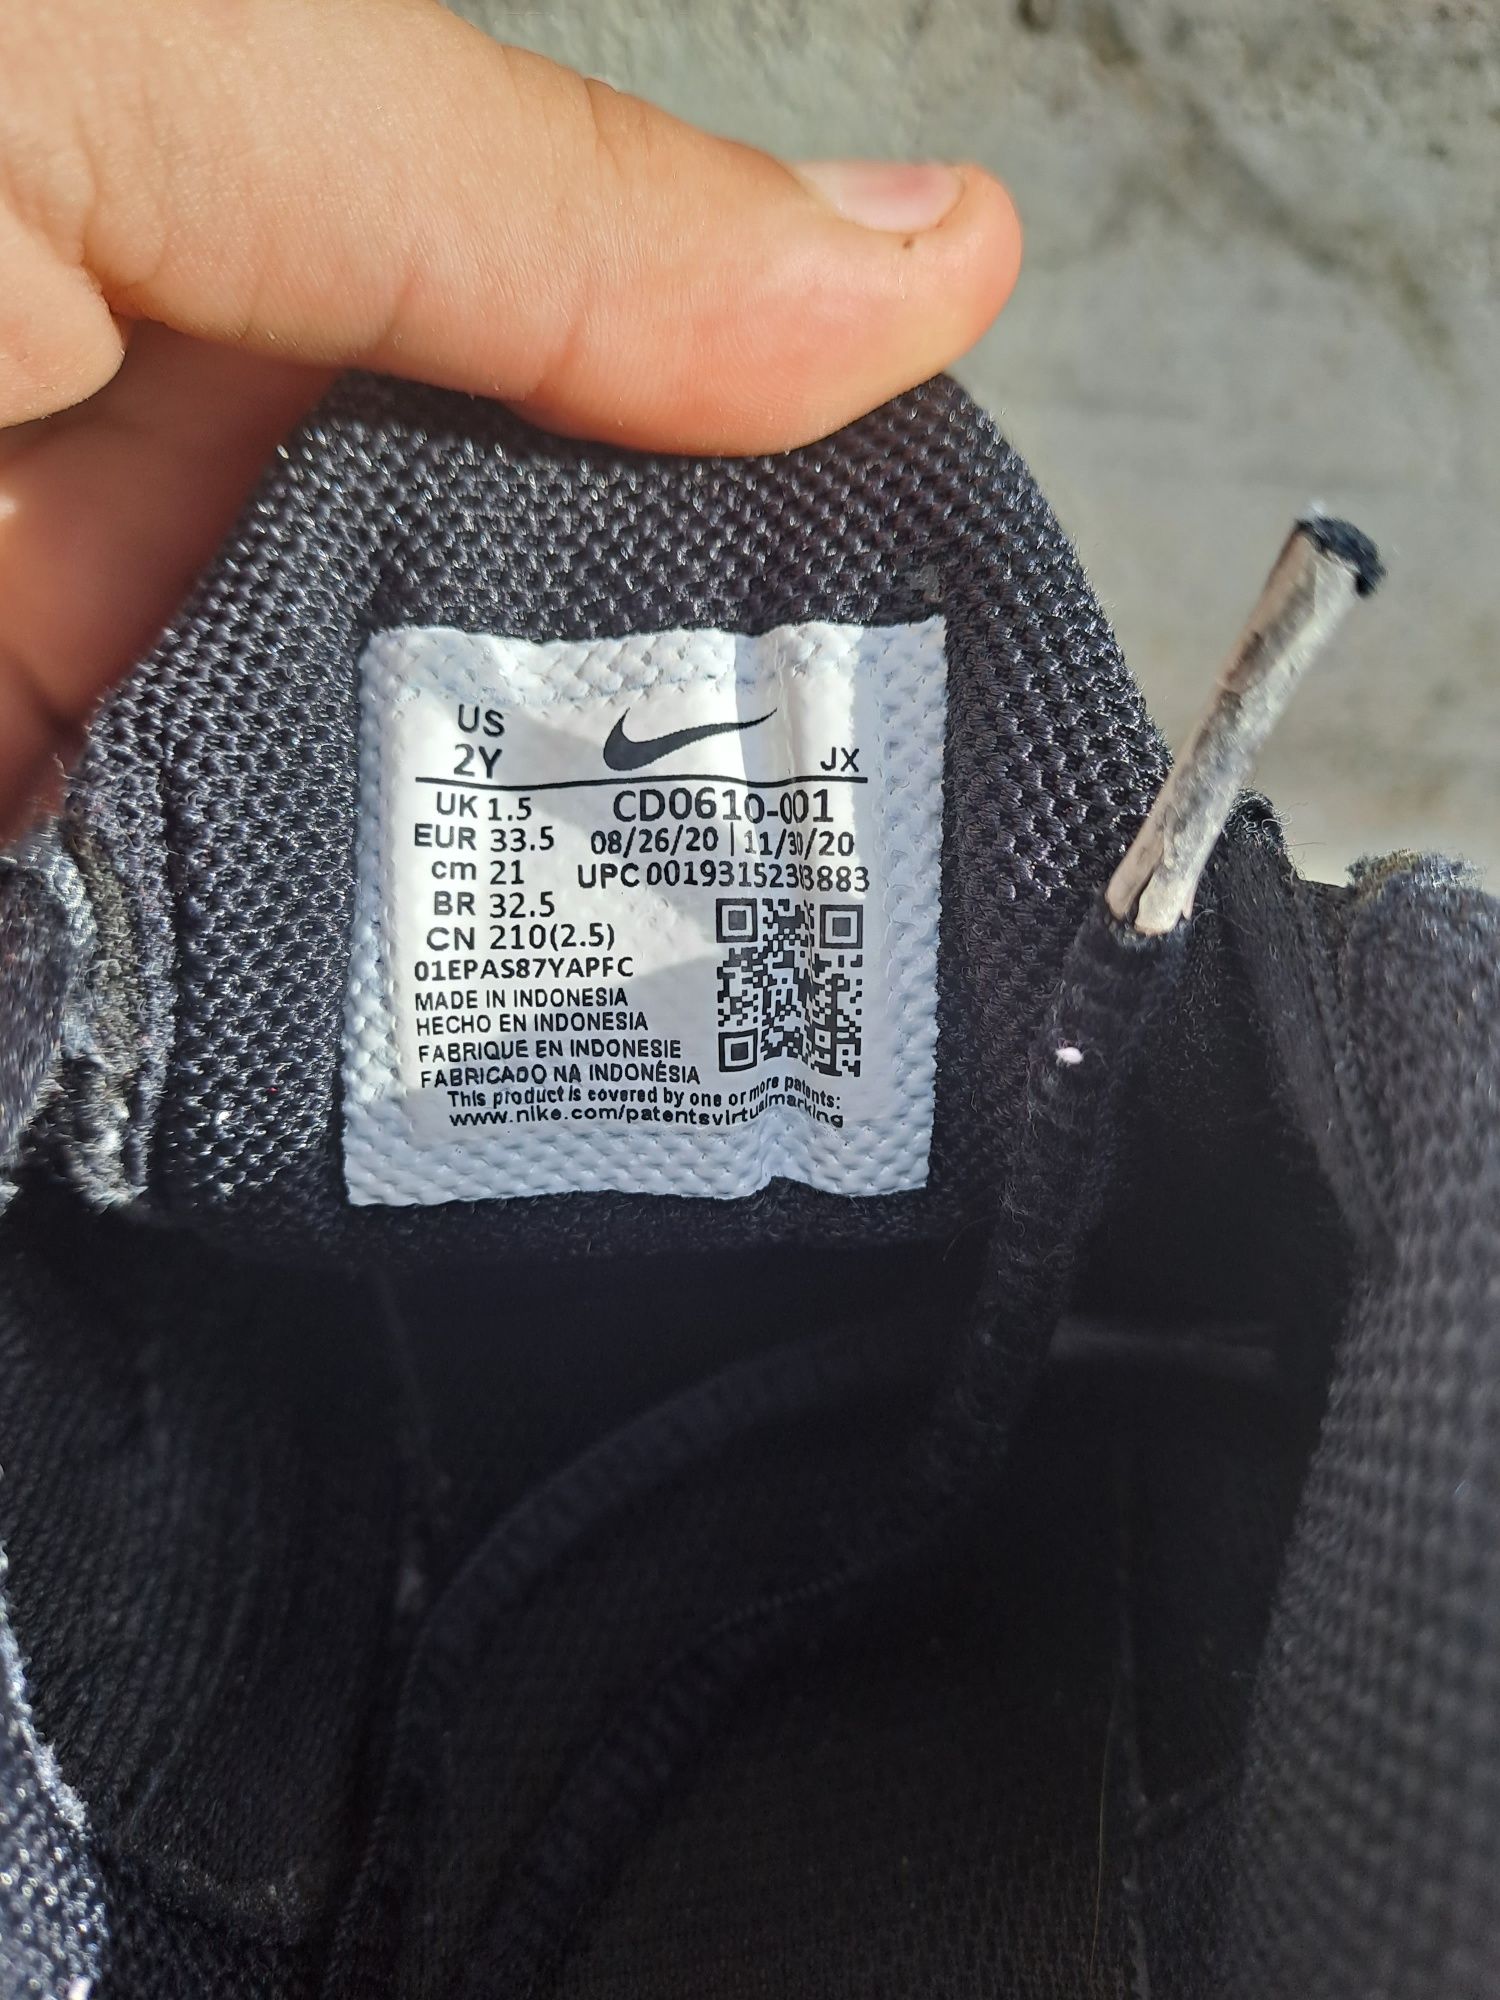 US
2Y
JX
UK 1.5
CD0610-001
EUR 33.5
08/26/20 | 11/30/20
cm 21
UPC
BR 32.5
CN 210(2.5)
01EPAS87YAPFC
MADE IN INDONESIA
HECHO EN INDONESIA
FABRIQUE EN INDONESIE
FABRICADO NA INDONÉSIA
This product is covered by one or more patents:
www.nike.com/patentsvirtualmarking